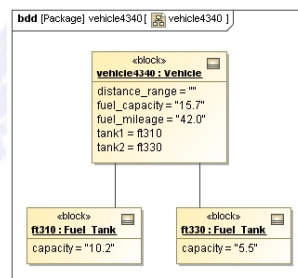 bdd [Package] vehicle4340[ vehicle4340 ]
«block»
vehicle4340 : Vehicle
distance_range = ""
fuel_capacity = "15.7"
fuel_mileage = "42.0"
tank1 = ft310
tank2 = ft330
«block»
ft310 : Fuel_Tank
capacity = "10.2"
«block»
ft330 : Fuel_Tank
capacity = "5.5"